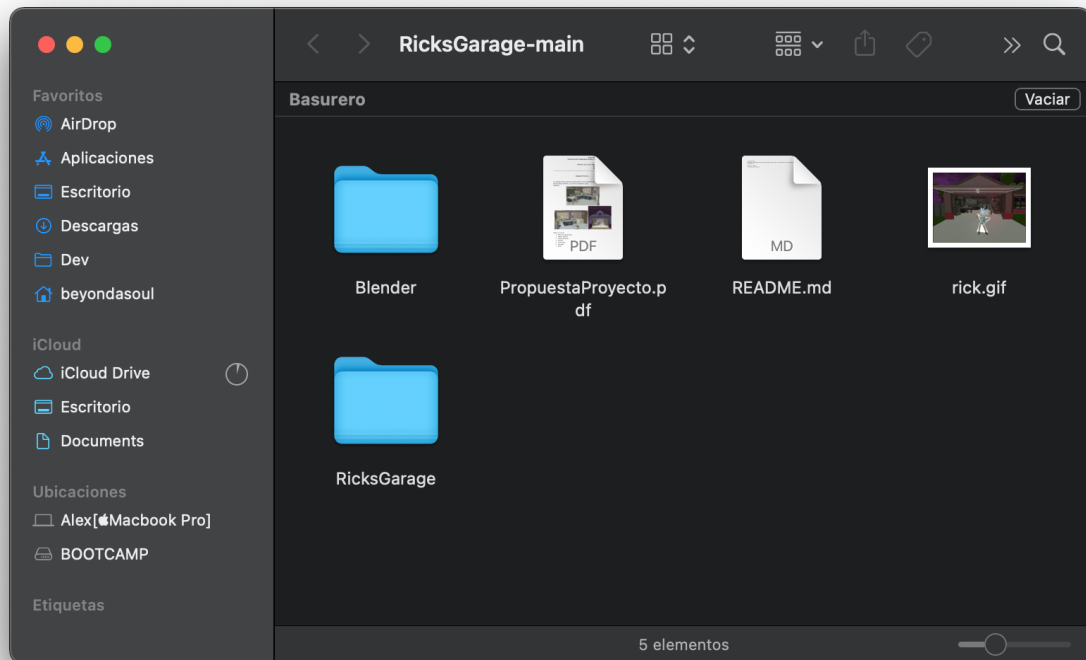 RicksGarage-main
Favoritos
AirDrop
Aplicaciones
Escritorio
Descargas
Dev
beyondasoul
iCloud
iCloud Drive
Escritorio
Documents
Ubicaciones
Alex[Macbook Pro]
BOOTCAMP
Etiquetas
Basurero
Vaciar
Blender
PDF
PropuestaProyecto.p
df
MD
README.md
rick.gif
RicksGarage
5 elementos